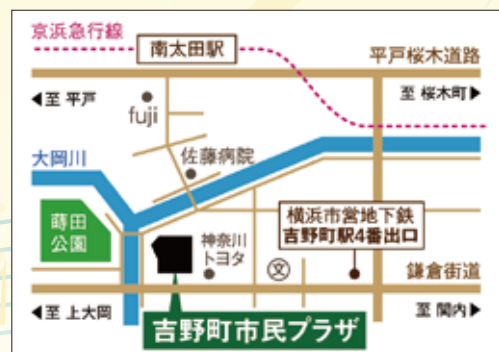 京浜急行線
南太田駅
平戸桜木道路
◀至 平戸
fuji
至 桜木町▶
大岡川
佐藤病院
蒔田
公園
神奈川
トヨタ
文
横浜市営地下鉄
吉野町駅4番出口
鎌倉街道
◀至 上大岡
至 関内▶
吉野町市民プラザ